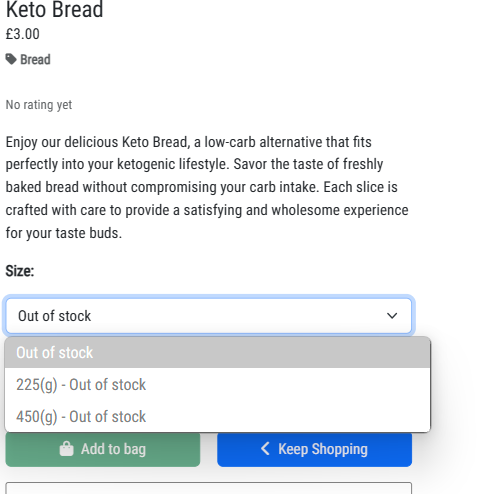 Keto Bread
£3.00
Bread
No rating yet
Enjoy our delicious Keto Bread, a low-carb alternative that fits
perfectly into your ketogenic lifestyle. Savor the taste of freshly
baked bread without compromising your carb intake. Each slice is
crafted with care to provide a satisfying and wholesome experience
for your taste buds.
Size:
Out of stock
Out of stock
225(g) - Out of stock
450(g) - Out of stock
Add to bag
Keep Shopping